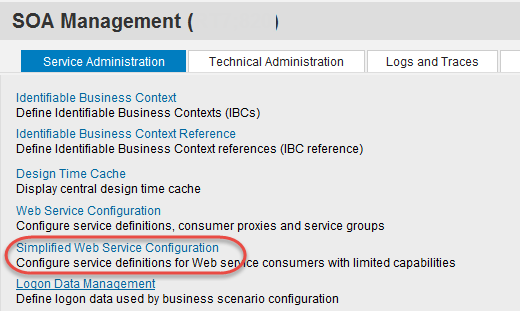 SOA Management ( )
Service Administration
Technical Administration
Logs and Traces
Identifiable Business Context
Define Identifiable Business Contexts (IBCs)
Identifiable Business Context Reference
Define Identifiable Business Context references (IBC reference)
Design Time Cache
Display central design time cache
Web Service Configuration
Configure service definitions, consumer proxies and service groups
Simplified Web Service Configuration
Configure service definitions for Web service consumers with limited capabilities
Logon Data Management
Define logon data used by business scenario configuration